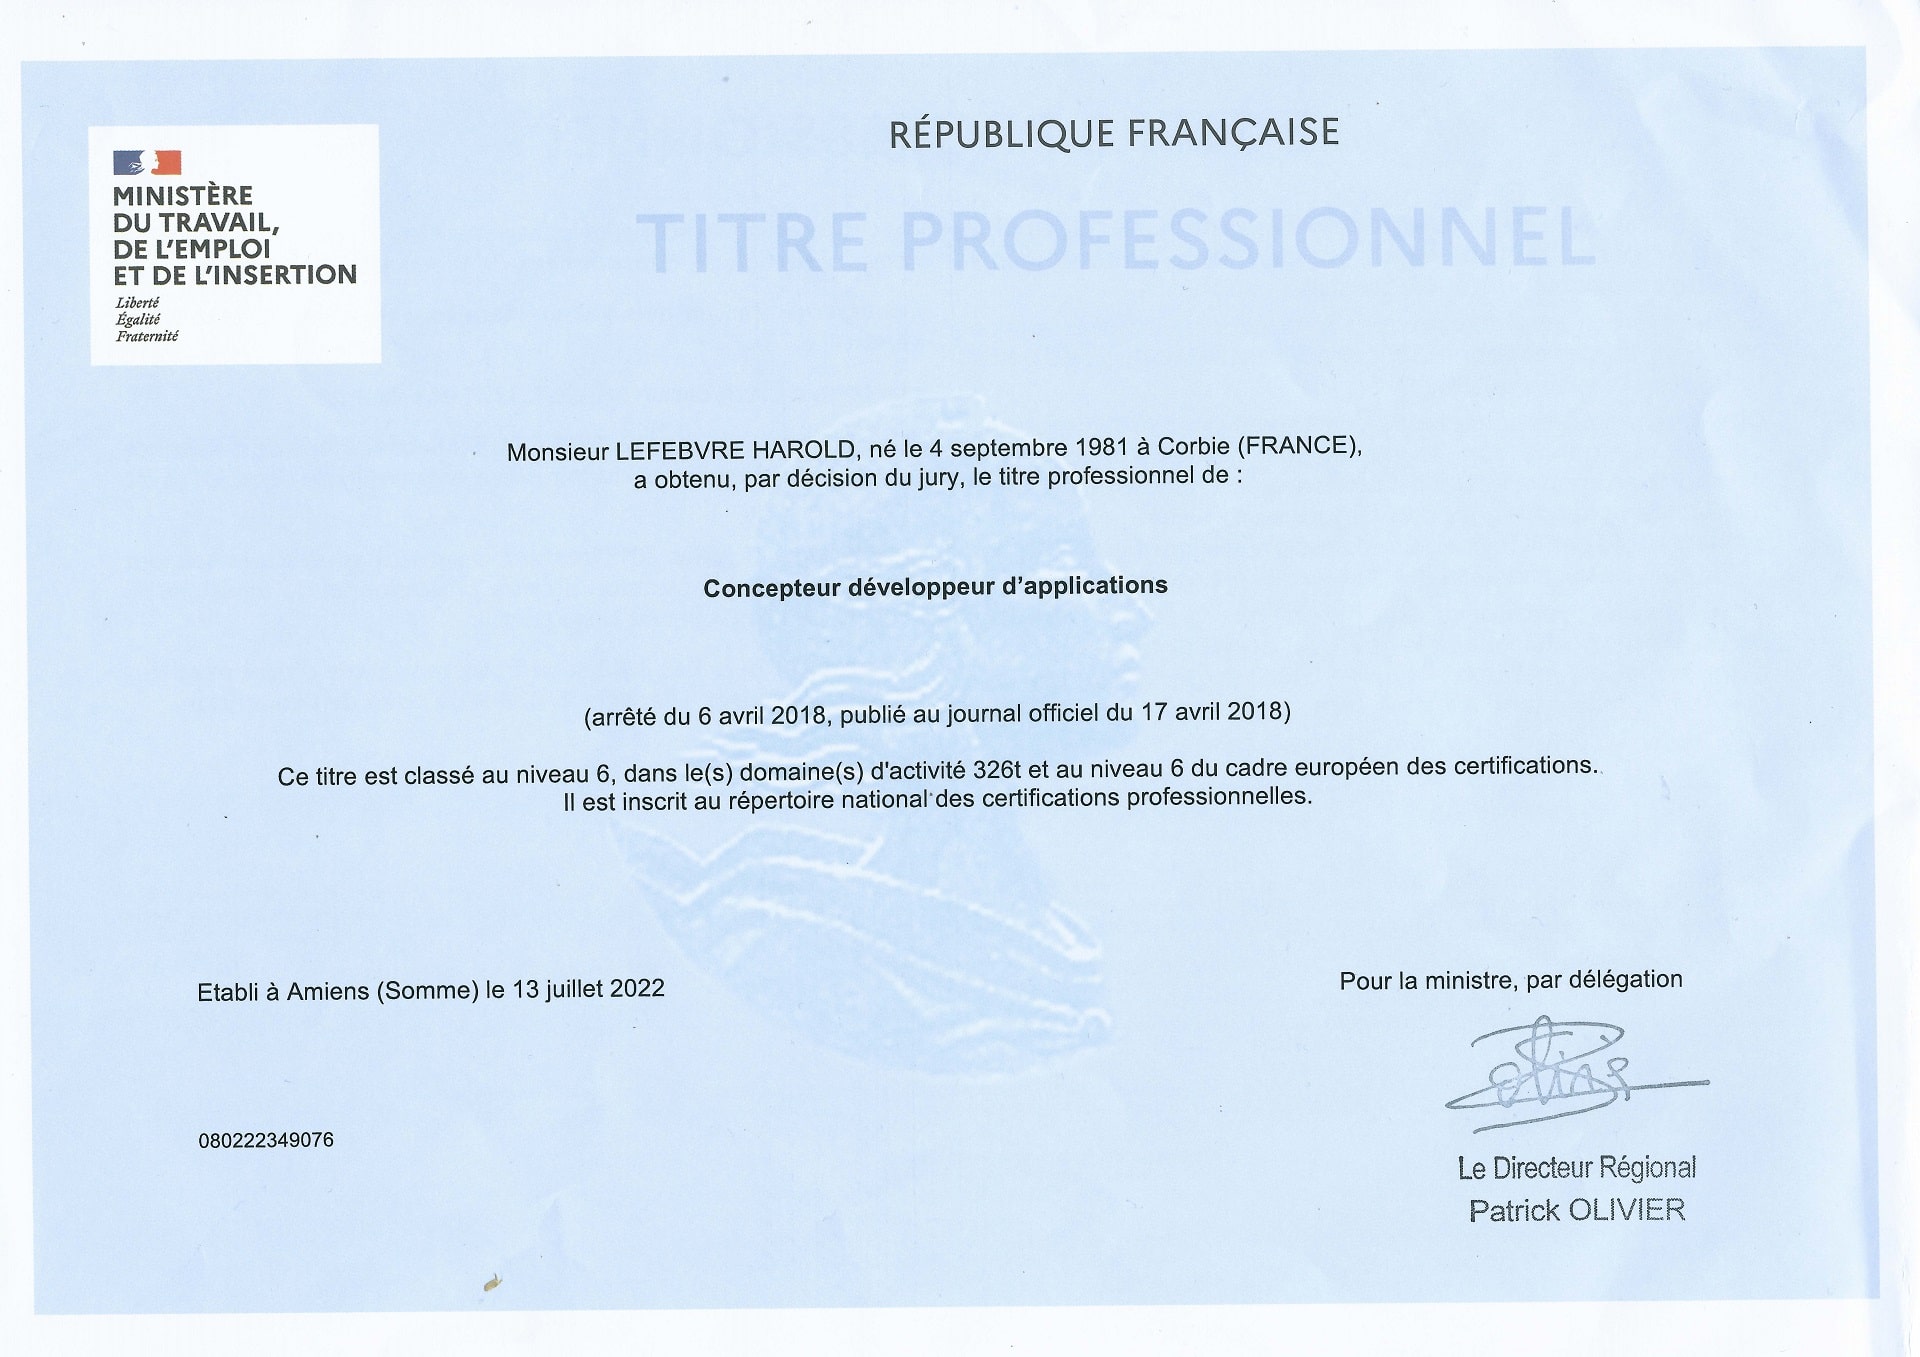 RÉPUBLIQUE FRANÇAISE
TITRE PROFESSIONNEL
MINISTÈRE
DU TRAVAIL,
DE L'EMPLOI
ET DE L'INSERTION
Liberté
Égalité
Fraternité
Monsieur LEFEBVRE HAROLD, né le 4 septembre 1981 à Corbie (FRANCE),
a obtenu, par décision du jury, le titre professionnel de :
Concepteur développeur d'applications
(arrêté du 6 avril 2018, publié au journal officiel du 17 avril 2018)
Ce titre est classé au niveau 6, dans le(s) domaine(s) d'activité 326t et au niveau 6 du cadre européen des certifications.
Il est inscrit au répertoire national des certifications professionnelles.
Etabli à Amiens (Somme) le 13 juillet 2022
Pour la ministre, par délégation
080222349076
Le Directeur Régional
Patrick OLIVIER